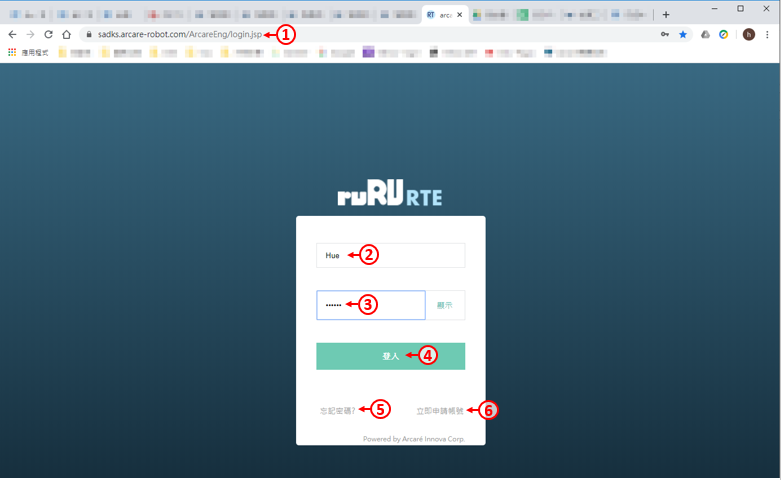 RT arc
sadks.arcare-robot.com/ArcareEng/login.jsp ①
h
應用程式
ruRU RTE
Hue ②
•••••• ③ 顯示
登入 ④
忘記密碼? ⑤ 立即申請帳號 ⑥
Powered by Arcaré Innova Corp.